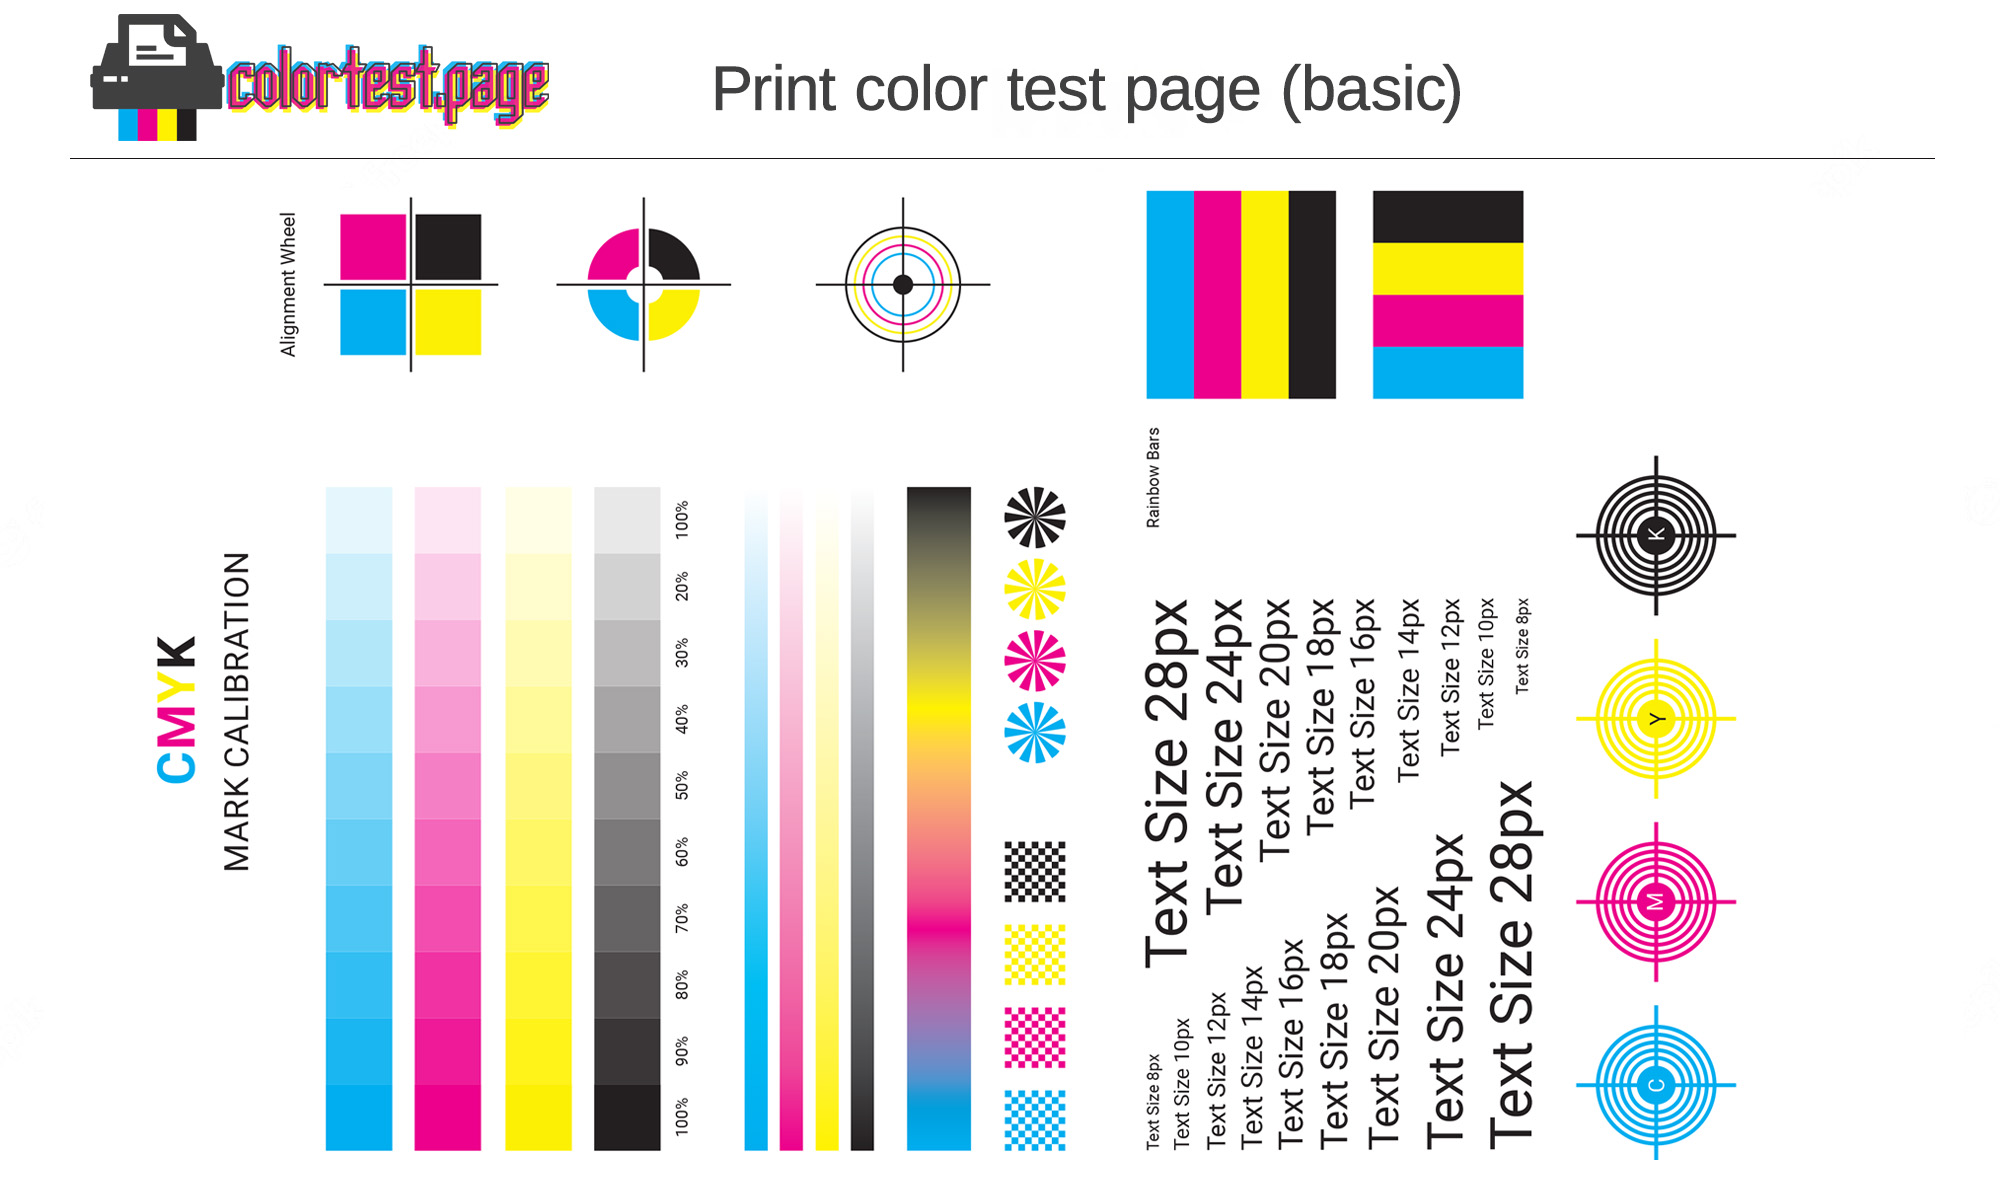 colortest.page
Print color test page (basic)
Alignment Wheel
Rainbow Bars
CMYK
MARK CALIBRATION
100%
20%
30%
40%
50%
60%
70%
80%
90%
100%
Text Size 28px
Text Size 24px
Text Size 20px
Text Size 18px
Text Size 16px
Text Size 14px
Text Size 12px
Text Size 10px
Text Size 8px
Text Size 8px
Text Size 10px
Text Size 12px
Text Size 14px
Text Size 16px
Text Size 18px
Text Size 20px
Text Size 24px
Text Size 28px
K
Y
M
C